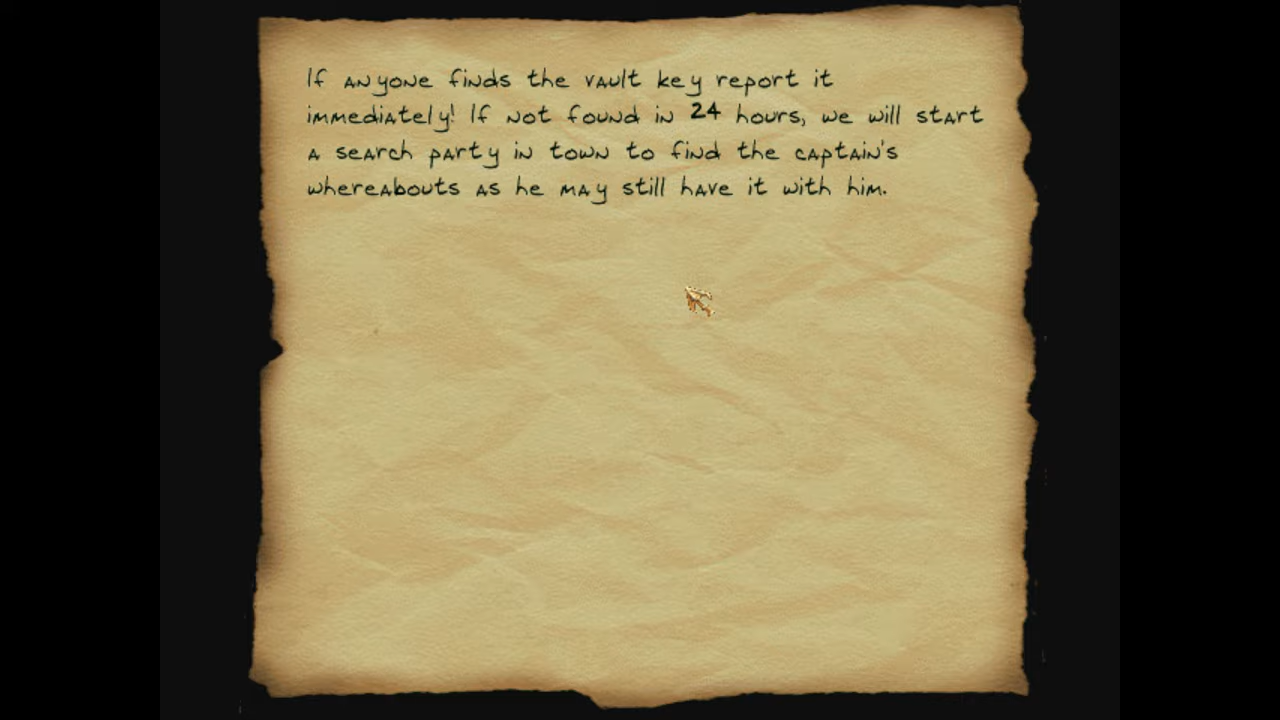 If anyone finds the vault key report it
immediately! If not found in 24 hours, we will start
a search party in town to find the captain's
whereabouts as he may still have it with him.